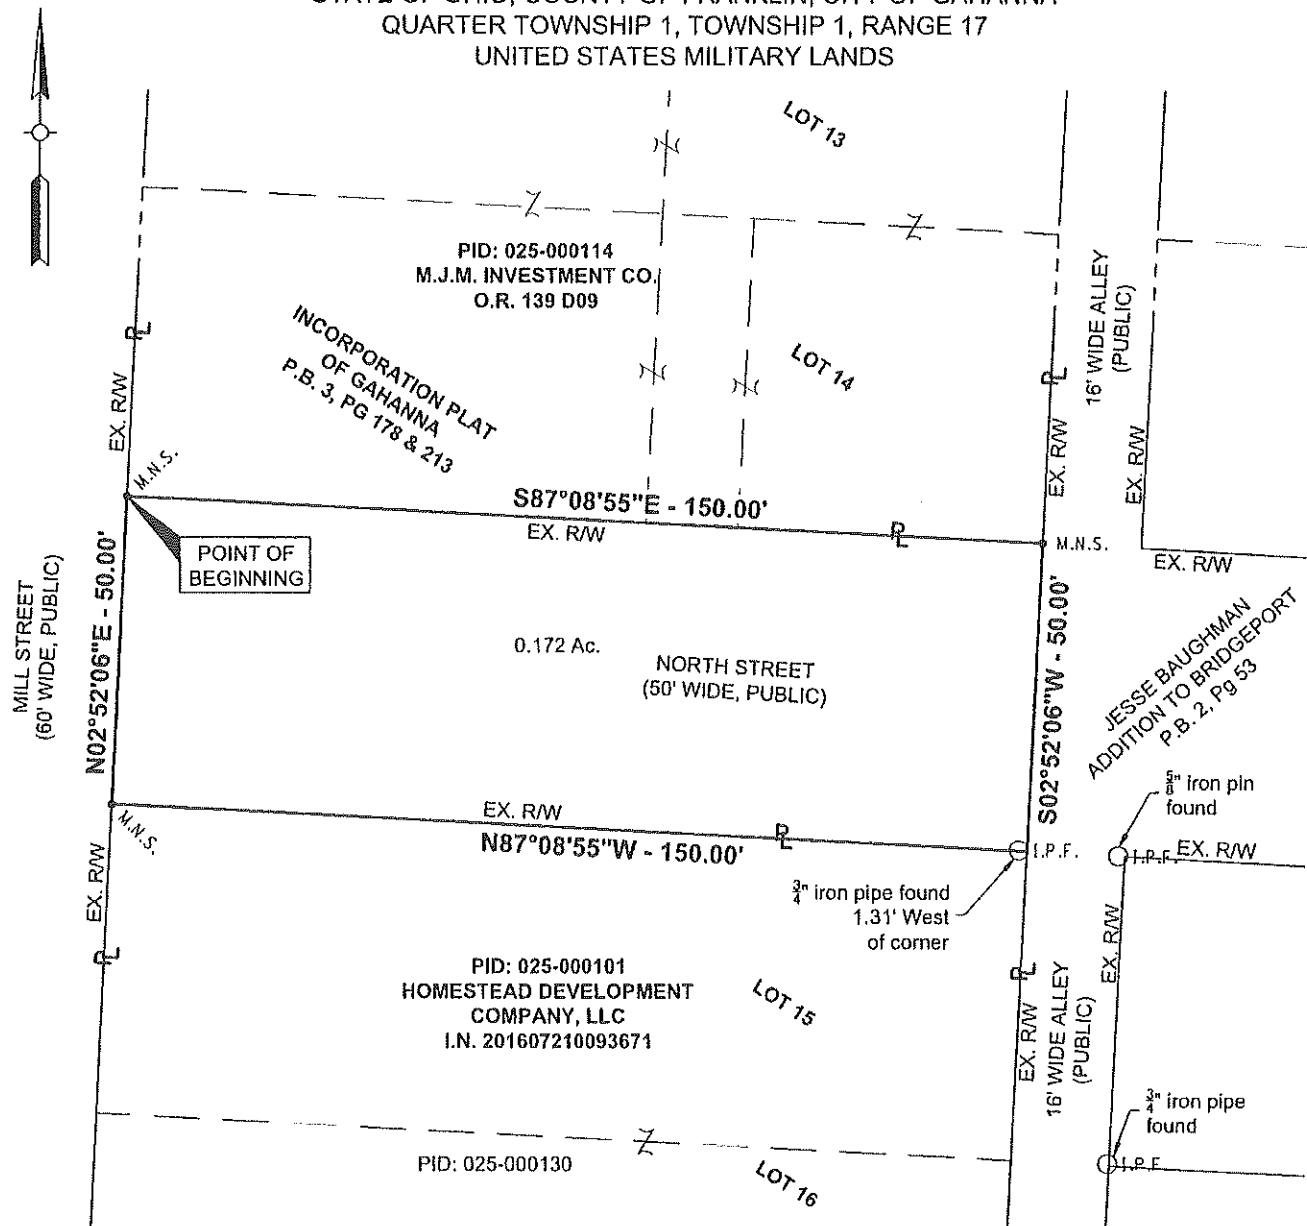 QUARTER TOWNSHIP 1, TOWNSHIP 1, RANGE 17
UNITED STATES MILITARY LANDS
LOT 13
PID: 025-000114
M.J.M. INVESTMENT CO.
O.R. 139 D09
INCORPORATION PLAT
OF GAHANNA
P.B. 3, PG 178 & 213
LOT 14
16' WIDE ALLEY
(PUBLIC)
PL
PL
EX. R/W
EX. R/W
EX. R/W
M.N.S.
S87°08'55"E - 150.00'
EX. R/W
PL
M.N.S.
EX. R/W
POINT OF
BEGINNING
MILL STREET
(60' WIDE, PUBLIC)
N02°52'06"E - 50.00'
0.172 Ac.
NORTH STREET
(50' WIDE, PUBLIC)
S02°52'06"W - 50.00'
JESSE BAUGHMAN
ADDITION TO BRIDGEPORT
P.B. 2, Pg 53
5/8" iron pin
found
M.N.S.
EX. R/W
PL
N87°08'55"W - 150.00'
I.P.F.
I.P.F.
EX. R/W
EX. R/W
3/4" iron pipe found
1.31' West
of corner
EX. R/W
PL
PL
PID: 025-000101
HOMESTEAD DEVELOPMENT
COMPANY, LLC
I.N. 201607210093671
LOT 15
EX. R/W
16' WIDE ALLEY
(PUBLIC)
3/4" iron pipe
found
I.P.F.
PID: 025-000130
LOT 16